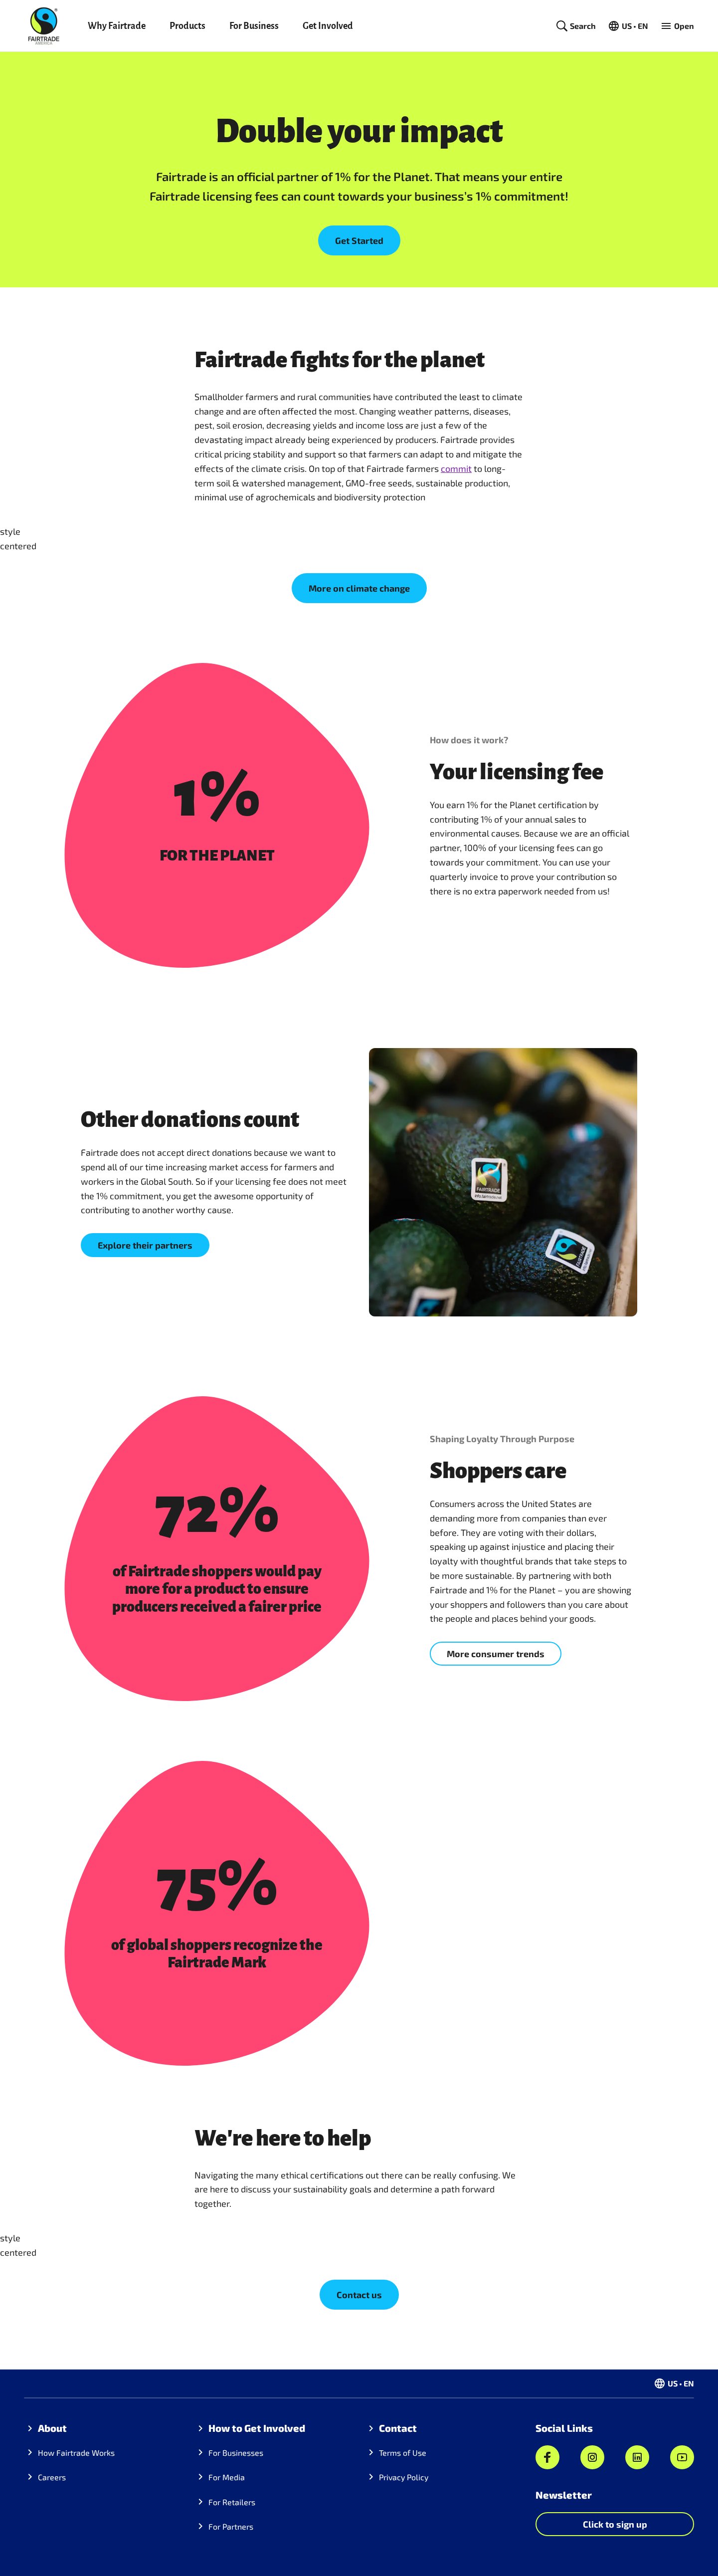 FAIRTRADE
AMERICA
Why Fairtrade
Products
For Business
Get Involved
Search
US • EN
Open
Double your impact
Fairtrade is an official partner of 1% for the Planet. That means your entire
Fairtrade licensing fees can count towards your business's 1% commitment!
Get Started
Fairtrade fights for the planet
Smallholder farmers and rural communities have contributed the least to climate
change and are often affected the most. Changing weather patterns, diseases,
pest, soil erosion, decreasing yields and income loss are just a few of the
devastating impact already being experienced by producers. Fairtrade provides
critical pricing stability and support so that farmers can adapt to and mitigate the
effects of the climate crisis. On top of that Fairtrade farmers commit to long-
term soil & watershed management, GMO-free seeds, sustainable production,
minimal use of agrochemicals and biodiversity protection
style
centered
More on climate change
1%
FOR THE PLANET
How does it work?
Your licensing fee
You earn 1% for the Planet certification by
contributing 1% of your annual sales to
environmental causes. Because we are an official
partner, 100% of your licensing fees can go
towards your commitment. You can use your
quarterly invoice to prove your contribution so
there is no extra paperwork needed from us!
Other donations count
Fairtrade does not accept direct donations because we want to
spend all of our time increasing market access for farmers and
workers in the Global South. So if your licensing fee does not meet
the 1% commitment, you get the awesome opportunity of
contributing to another worthy cause.
Explore their partners
FAIRTRADE
FAIRTRADE
72%
of Fairtrade shoppers would pay
more for a product to ensure
producers received a fairer price
Shaping Loyalty Through Purpose
Shoppers care
Consumers across the United States are
demanding more from companies than ever
before. They are voting with their dollars,
speaking up against injustice and placing their
loyalty with thoughtful brands that take steps to
be more sustainable. By partnering with both
Fairtrade and 1% for the Planet – you are showing
your shoppers and followers than you care about
the people and places behind your goods.
More consumer trends
75%
of global shoppers recognize the
Fairtrade Mark
We're here to help
Navigating the many ethical certifications out there can be really confusing. We
are here to discuss your sustainability goals and determine a path forward
together.
style
centered
Contact us
US • EN
About
How Fairtrade Works
Careers
How to Get Involved
For Businesses
For Media
For Retailers
For Partners
Contact
Terms of Use
Privacy Policy
Social Links
Newsletter
Click to sign up